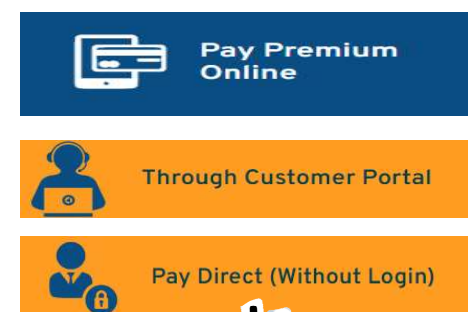 Pay Premium
Online
Through Customer Portal
Pay Direct (Without Login)